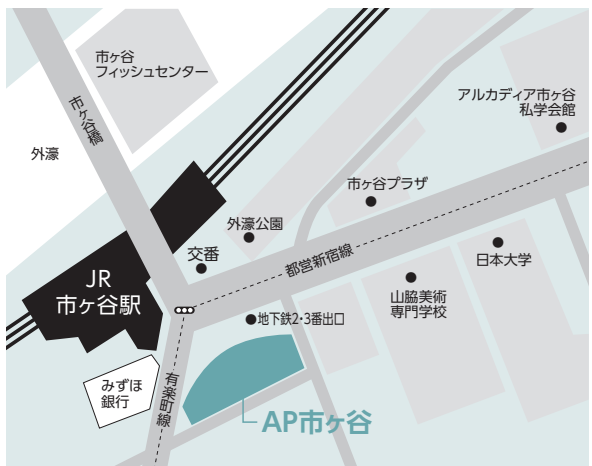 市ヶ谷
フィッシュセンター
市ヶ谷橋
アルカディア市ヶ谷
私学会館
外濠
市ヶ谷プラザ
外濠公園
交番
都営新宿線
日本大学
JR
市ヶ谷駅
山脇美術
専門学校
地下鉄2・3番出口
みずほ
銀行
有楽町線
AP市ヶ谷